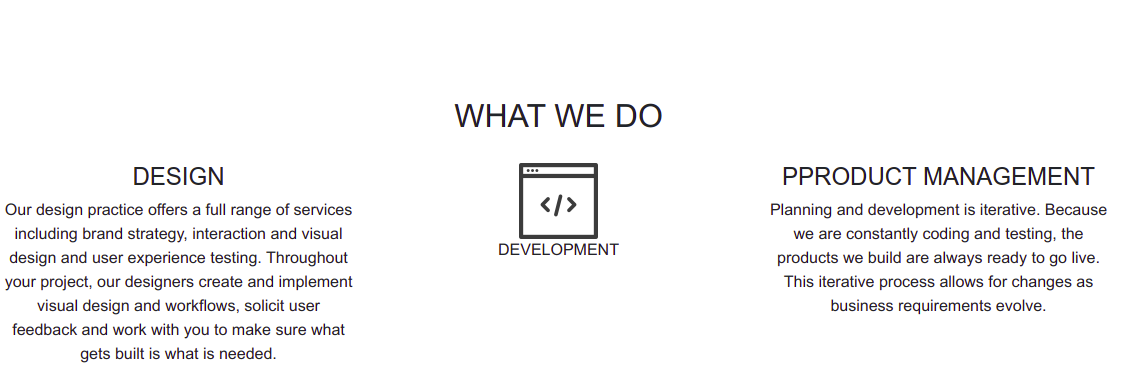 WHAT WE DO
DESIGN
Our design practice offers a full range of services
including brand strategy, interaction and visual
design and user experience testing. Throughout
your project, our designers create and implement
visual design and workflows, solicit user
feedback and work with you to make sure what
gets built is what is needed.
</>
DEVELOPMENT
PPRODUCT MANAGEMENT
Planning and development is iterative. Because
we are constantly coding and testing, the
products we build are always ready to go live.
This iterative process allows for changes as
business requirements evolve.